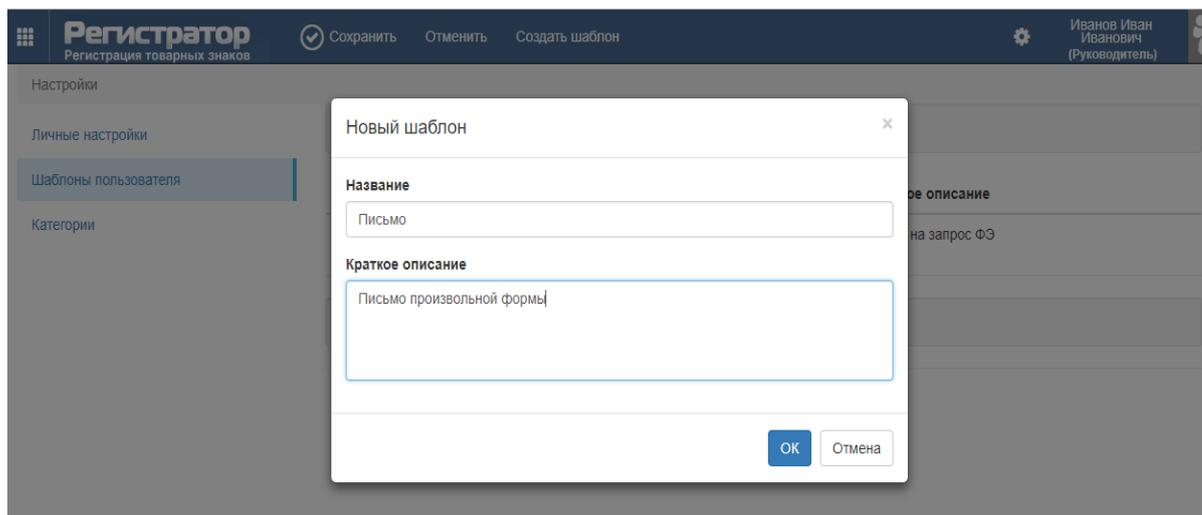 Регистратор
Регистрация товарных знаков
Сохранить Отменить Создать шаблон
Иванов Иван
Иванович
(Руководитель)
Настройки
Личные настройки
Шаблоны пользователя
Категории
Новый шаблон ×
Название
Письмо
Краткое описание
Письмо произвольной формы
ОК Отмена
ое описание
на запрос ФЭ